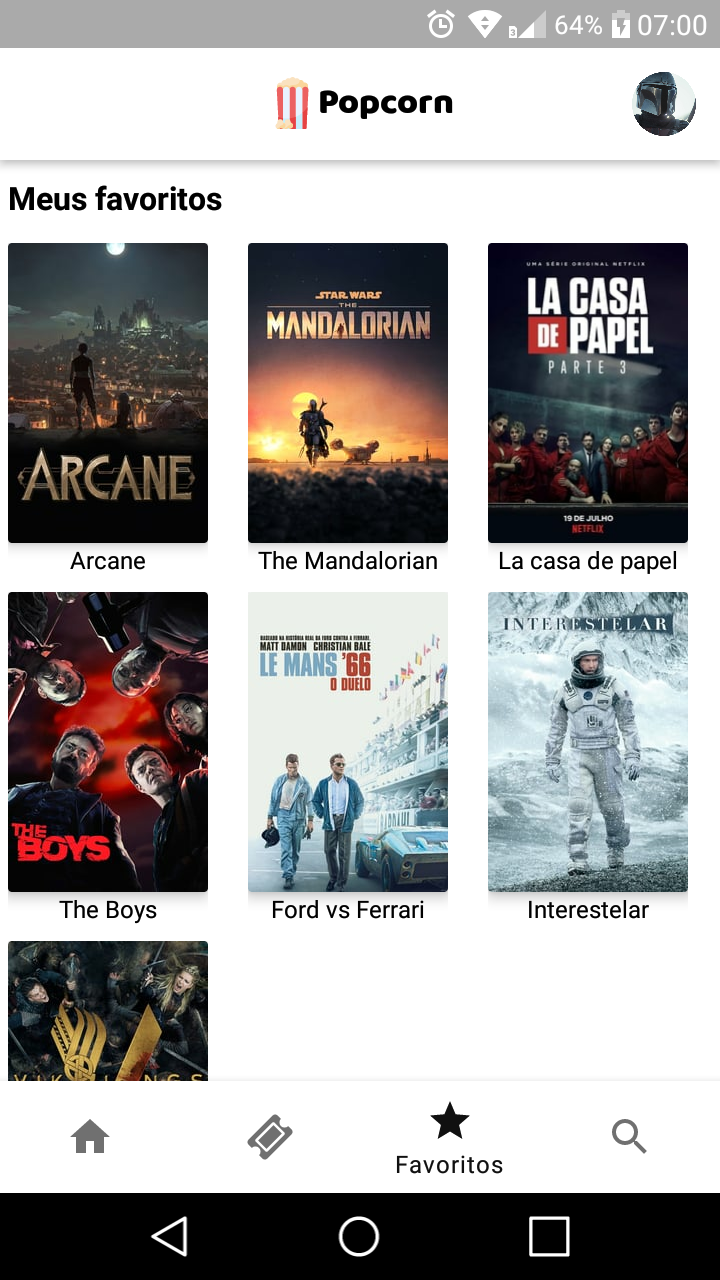 3 64% 07:00
Popcorn
Meus favoritos
STAR WARS
THE
MANDALORIAN
UMA SÉRIE ORIGINAL NETFLIX
LA CASA
DE PAPEL
PARTE 3
ARCANE
19 DE JULHO
NETFLIX
Arcane
The Mandalorian
La casa de papel
THE
BOYS
BASEADO NA HISTÓRIA REAL DA FORD CONTRA A FERRARI.
MATT DAMON CHRISTIAN BALE
LE MANS '66
O DUELO
INTERESTELAR
The Boys
Ford vs Ferrari
Interestelar
VIKINGS
Favoritos